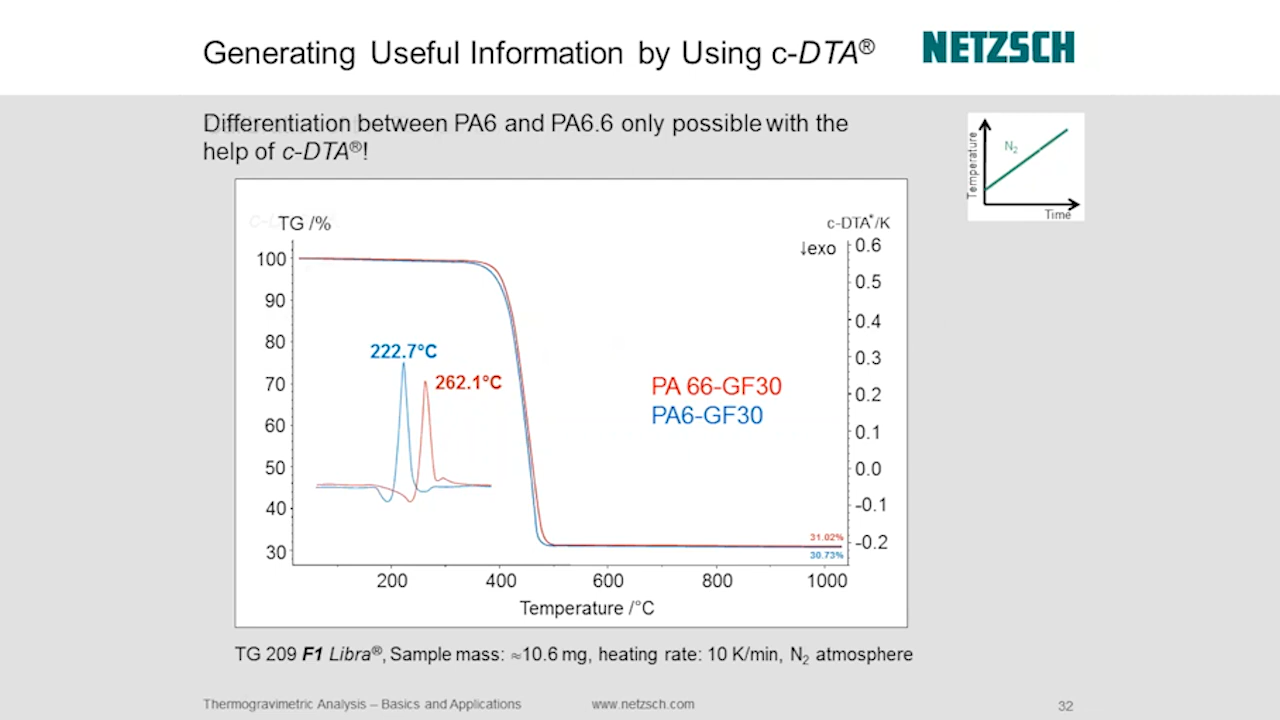 Generating Useful Information by Using c-DTA®
NETZSCH
Differentiation between PA6 and PA6.6 only possible with the
help of c-DTA®!
Temperature
N2
Time
TG /%
c-DTA*/K
↓exo
100
90
80
70
60
50
40
30
0.6
0.5
0.4
0.3
0.2
0.1
0.0
-0.1
-0.2
222.7°C
262.1°C
PA 66-GF30
PA6-GF30
31.02%
30.73%
200 400 600 800 1000
Temperature /°C
TG 209 F1 Libra®, Sample mass: ≈10.6 mg, heating rate: 10 K/min, N2 atmosphere
Thermogravimetric Analysis – Basics and Applications www.netzsch.com 32